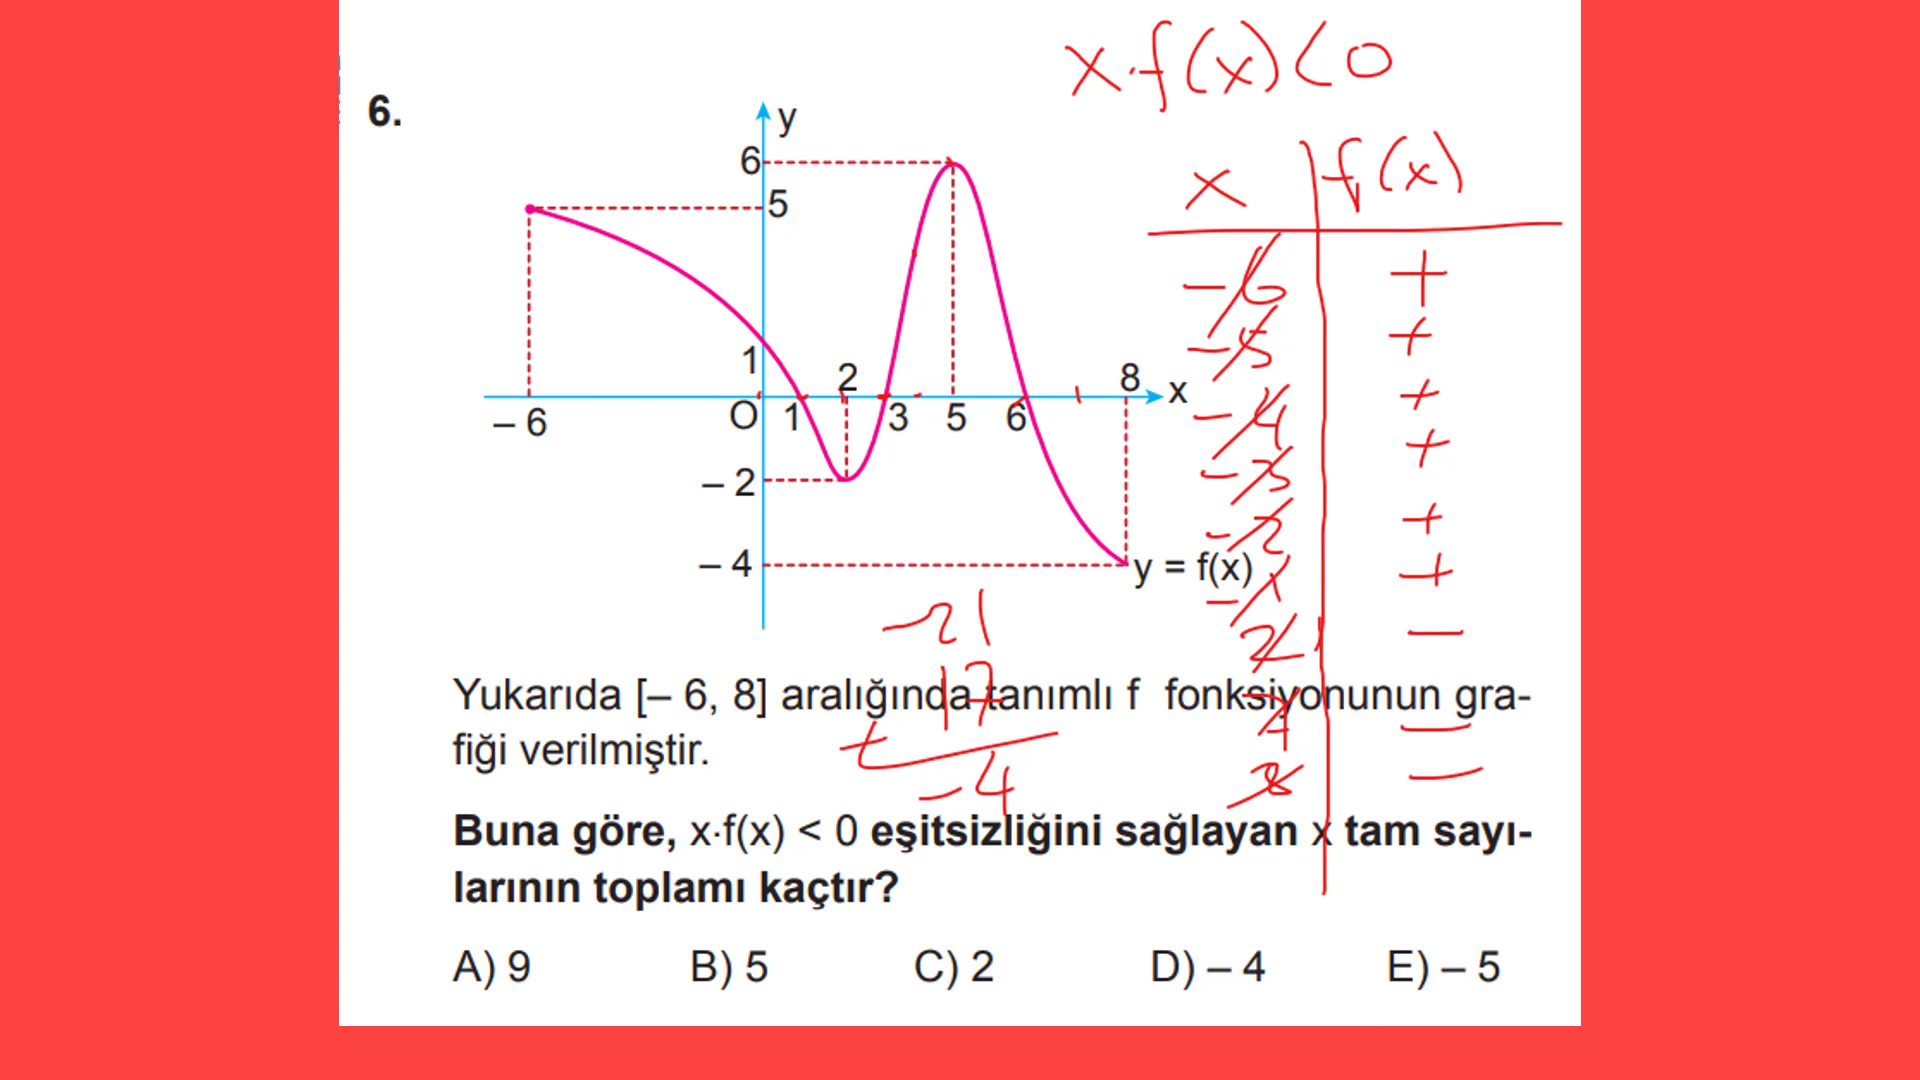 x.f(x)<0
6.
y
6
5
1
2
8
x
O
1
3
5
6
– 6
– 2
– 4
y = f(x)
x f(x)
-6 +
-5 +
-4 +
-3 +
-2 +
-1 +
2 -
7 -
8 -
-21
17
+
-4
Yukarıda [– 6, 8] aralığında tanımlı f fonksiyonunun gra-
fiği verilmiştir.
Buna göre, x·f(x) < 0 eşitsizliğini sağlayan x tam sayı-
larının toplamı kaçtır?
A) 9 B) 5 C) 2 D) – 4 E) – 5